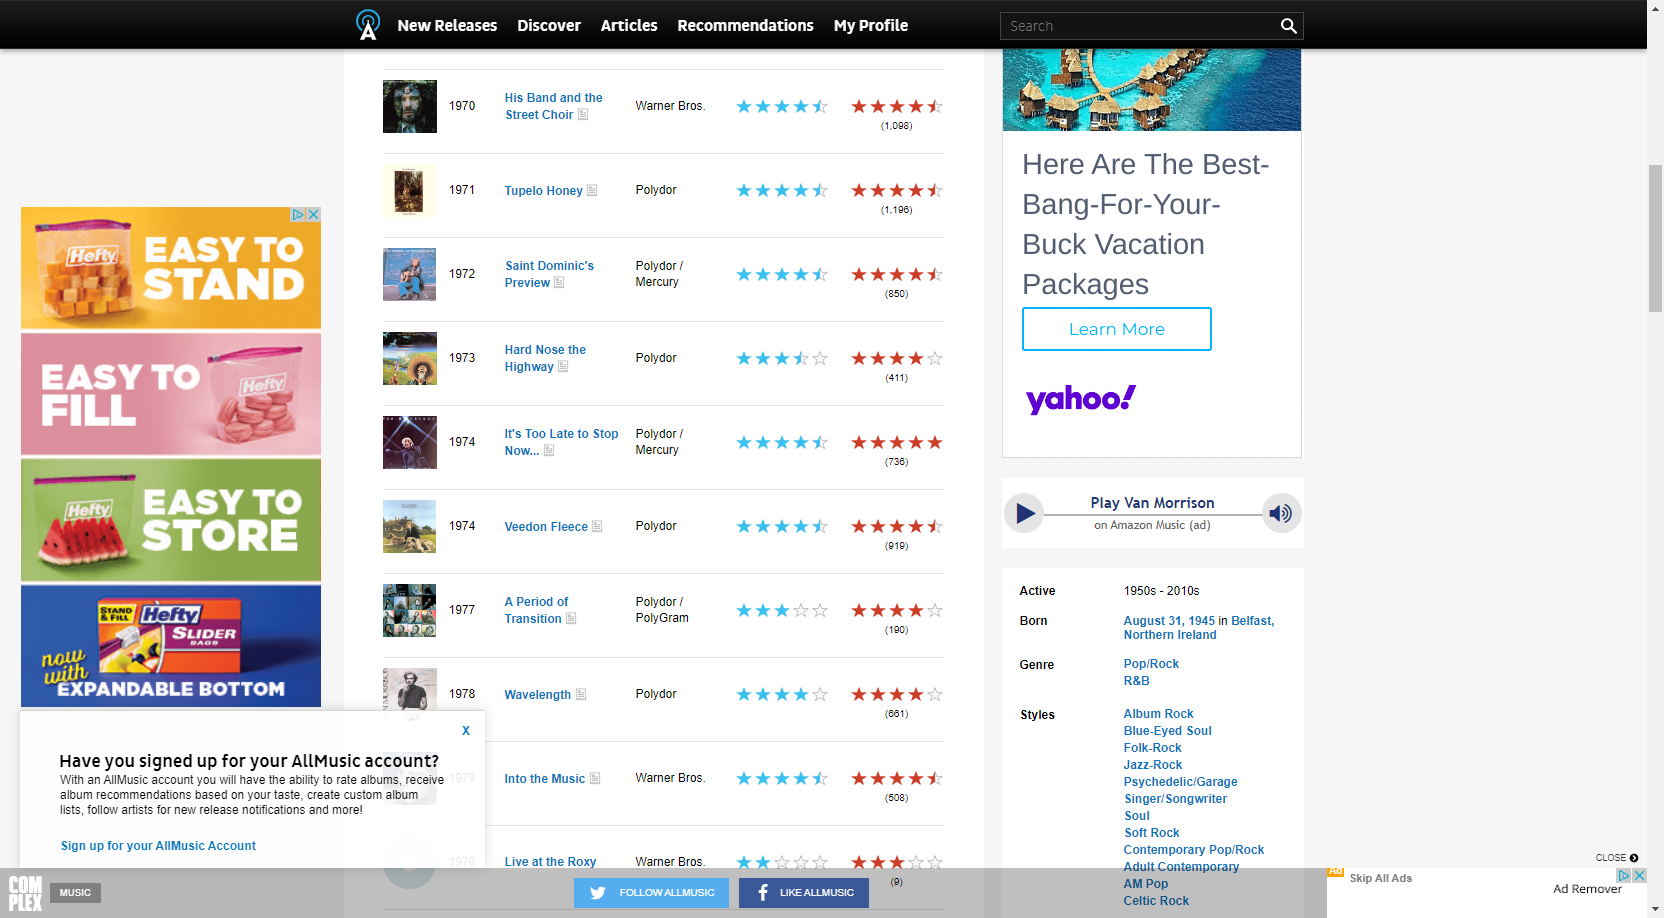 New Releases Discover Articles Recommendations My Profile Search
1970 His Band and the Street Choir Warner Bros. (1,098)
1971 Tupelo Honey Polydor (1,196)
1972 Saint Dominic's Preview Polydor / Mercury (850)
1973 Hard Nose the Highway Polydor (411)
1974 It's Too Late to Stop Now... Polydor / Mercury (736)
1974 Veedon Fleece Polydor (919)
1977 A Period of Transition Polydor / PolyGram (190)
1978 Wavelength Polydor (661)
1979 Into the Music Warner Bros. (508)
1979 Live at the Roxy Warner Bros. (9)
Hefty
EASY TO
STAND
EASY TO
FILL
Hefty
Hefty
EASY TO
STORE
STAND & FILL Hefty
SLIDER
BAGS
now
with
EXPANDABLE BOTTOM
X
Have you signed up for your AllMusic account?
With an AllMusic account you will have the ability to rate albums, receive
album recommendations based on your taste, create custom album
lists, follow artists for new release notifications and more!
Sign up for your AllMusic Account
Here Are The Best-
Bang-For-Your-
Buck Vacation
Packages
Learn More
yahoo!
Play Van Morrison
on Amazon Music (ad)
Active 1950s - 2010s
Born August 31, 1945 in Belfast,
Northern Ireland
Genre Pop/Rock
R&B
Styles Album Rock
Blue-Eyed Soul
Folk-Rock
Jazz-Rock
Psychedelic/Garage
Singer/Songwriter
Soul
Soft Rock
Contemporary Pop/Rock
Adult Contemporary
AM Pop
Celtic Rock
COMPLEX MUSIC
FOLLOW ALLMUSIC LIKE ALLMUSIC
CLOSE
Ad Skip All Ads
Ad Remover